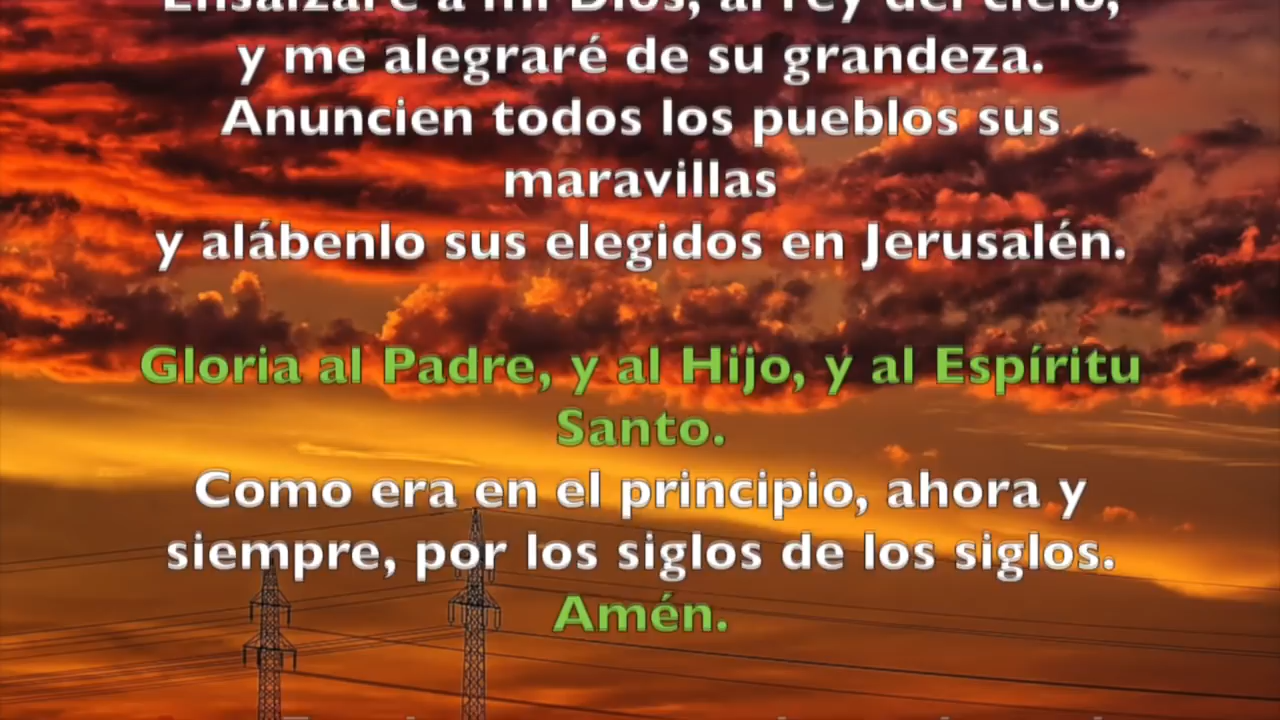 Ensalzaré a mi Dios, al rey del cielo,
y me alegraré de su grandeza.
Anuncien todos los pueblos sus
maravillas
y alábenlo sus elegidos en Jerusalén.
Gloria al Padre, y al Hijo, y al Espíritu
Santo.
Como era en el principio, ahora y
siempre, por los siglos de los siglos.
Amén.